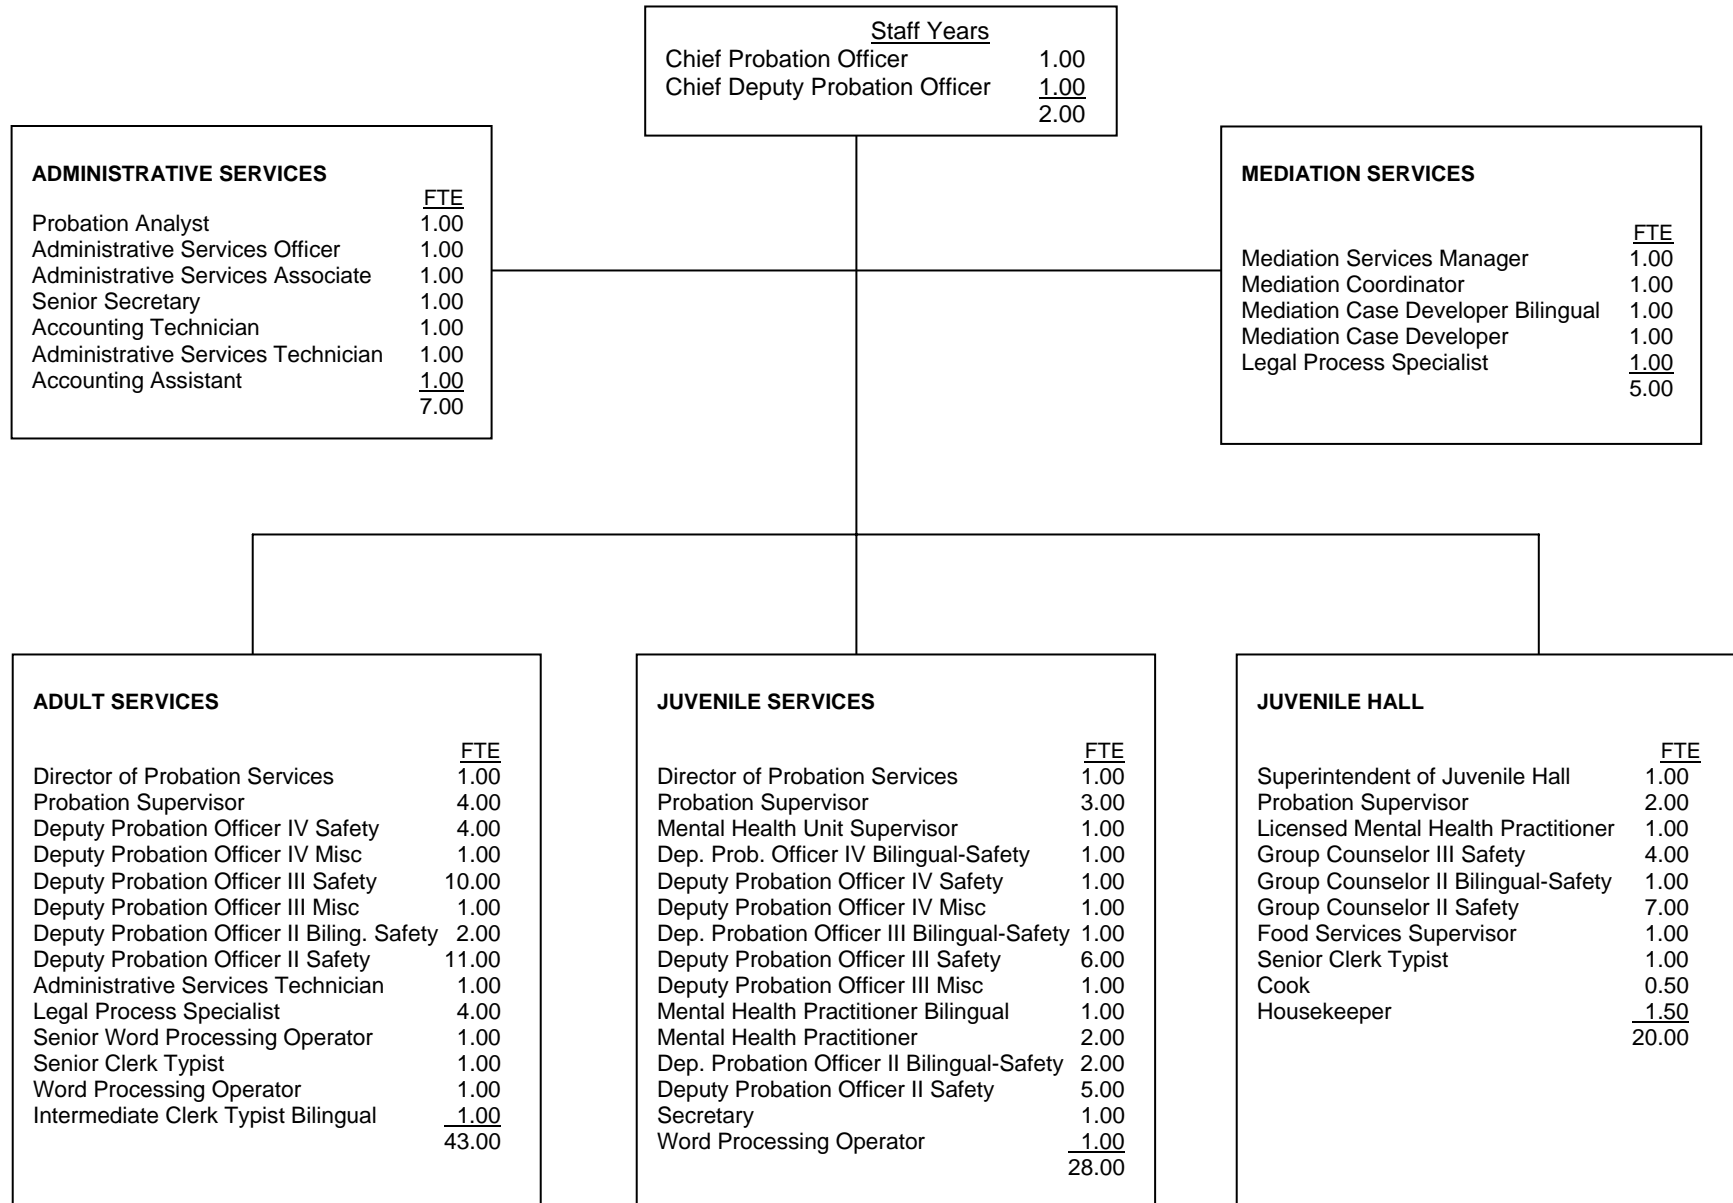 Staff Years
Chief Probation Officer 1.00
Chief Deputy Probation Officer 1.00
2.00
ADMINISTRATIVE SERVICES
FTE
Probation Analyst 1.00
Administrative Services Officer 1.00
Administrative Services Associate 1.00
Senior Secretary 1.00
Accounting Technician 1.00
Administrative Services Technician 1.00
Accounting Assistant 1.00
7.00
MEDIATION SERVICES
FTE
Mediation Services Manager 1.00
Mediation Coordinator 1.00
Mediation Case Developer Bilingual 1.00
Mediation Case Developer 1.00
Legal Process Specialist 1.00
5.00
ADULT SERVICES
FTE
Director of Probation Services 1.00
Probation Supervisor 4.00
Deputy Probation Officer IV Safety 4.00
Deputy Probation Officer IV Misc 1.00
Deputy Probation Officer III Safety 10.00
Deputy Probation Officer III Misc 1.00
Deputy Probation Officer II Biling. Safety 2.00
Deputy Probation Officer II Safety 11.00
Administrative Services Technician 1.00
Legal Process Specialist 4.00
Senior Word Processing Operator 1.00
Senior Clerk Typist 1.00
Word Processing Operator 1.00
Intermediate Clerk Typist Bilingual 1.00
43.00
JUVENILE SERVICES
FTE
Director of Probation Services 1.00
Probation Supervisor 3.00
Mental Health Unit Supervisor 1.00
Dep. Prob. Officer IV Bilingual-Safety 1.00
Deputy Probation Officer IV Safety 1.00
Deputy Probation Officer IV Misc 1.00
Dep. Probation Officer III Bilingual-Safety 1.00
Deputy Probation Officer III Safety 6.00
Deputy Probation Officer III Misc 1.00
Mental Health Practitioner Bilingual 1.00
Mental Health Practitioner 2.00
Dep. Probation Officer II Bilingual-Safety 2.00
Deputy Probation Officer II Safety 5.00
Secretary 1.00
Word Processing Operator 1.00
28.00
JUVENILE HALL
FTE
Superintendent of Juvenile Hall 1.00
Probation Supervisor 2.00
Licensed Mental Health Practitioner 1.00
Group Counselor III Safety 4.00
Group Counselor II Bilingual-Safety 1.00
Group Counselor II Safety 7.00
Food Services Supervisor 1.00
Senior Clerk Typist 1.00
Cook 0.50
Housekeeper 1.50
20.00